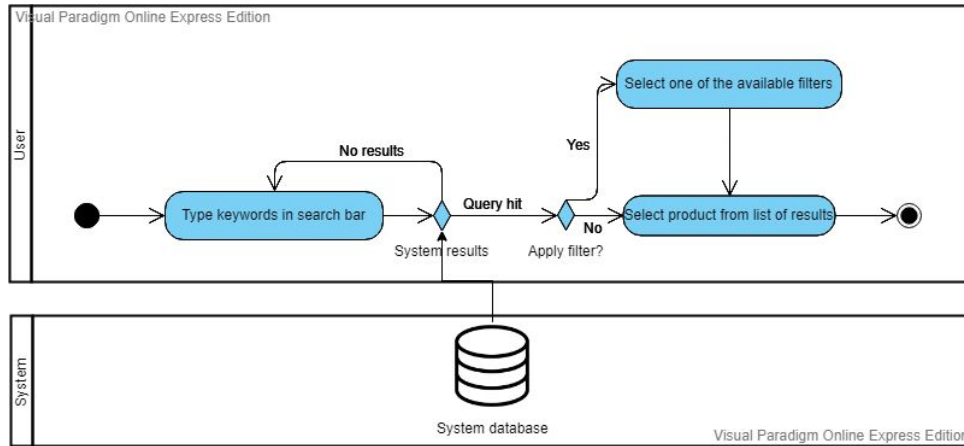 Visual Paradigm Online Express Edition
User
Select one of the available filters
Yes
No results
Type keywords in search bar
Query hit
No
Select product from list of results
System results
Apply filter?
System
System database
Visual Paradigm Online Express Edition